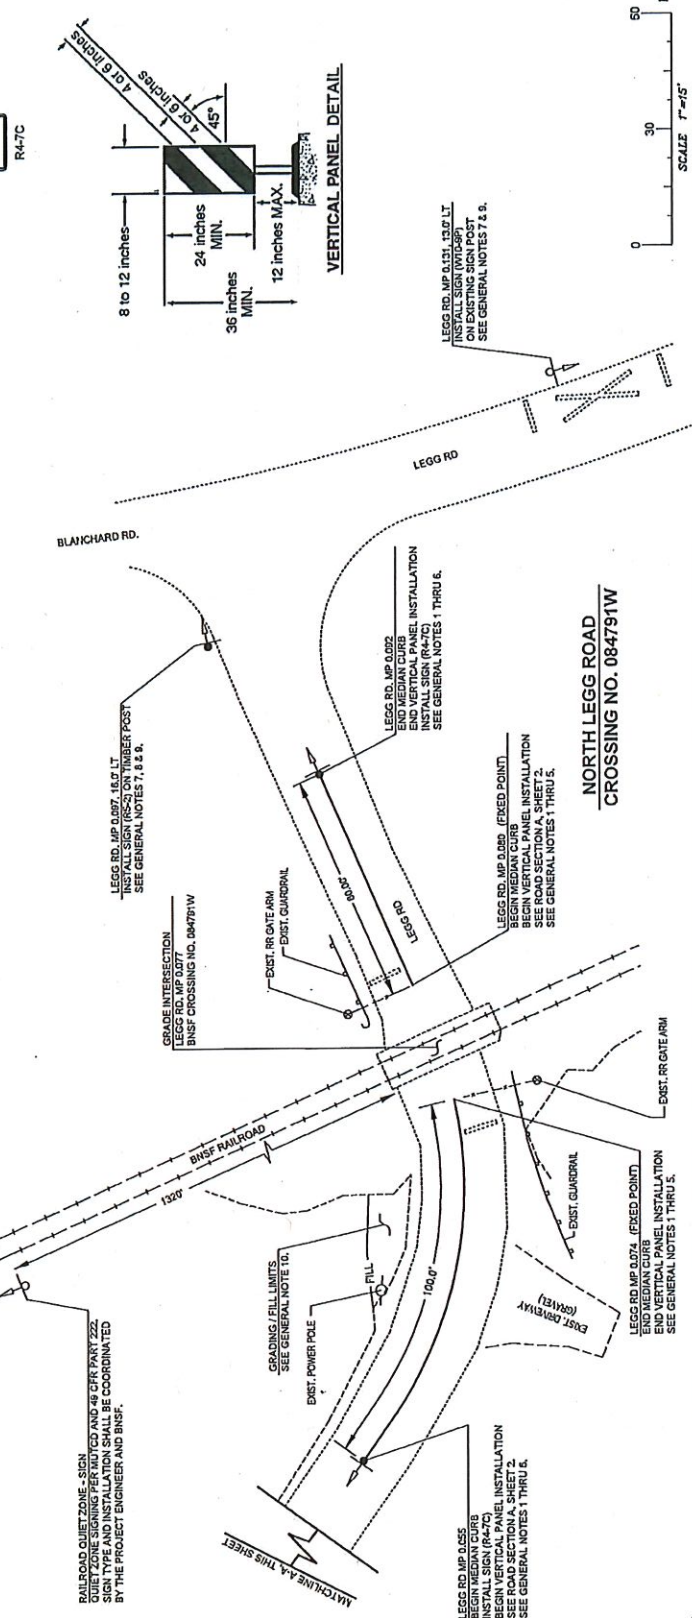 R4-7C
8 to 12 inches
4 or 6 inches
4 or 6 inches
45°
24 inches
MIN.
36 inches
MIN.
12 inches MAX.
VERTICAL PANEL DETAIL
0 30 60
SCALE 1"=15'
LEGG RD. MP 0.131, 13.0' LT
INSTALL SIGN (W10-9P)
ON EXISTING SIGN POST
SEE GENERAL NOTES 7 & 9.
BLANCHARD RD.
LEGG RD
LEGG RD. MP 0.097, 16.0' LT
INSTALL SIGN (R5-2) ON TIMBER POST
SEE GENERAL NOTES 7, 8 & 9.
LEGG RD. MP 0.092
END MEDIAN CURB
END VERTICAL PANEL INSTALLATION
INSTALL SIGN (R4-7C)
SEE GENERAL NOTES 1 THRU 6.
NORTH LEGG ROAD
CROSSING NO. 084791W
GRADE INTERSECTION
LEGG RD. MP 0.077
BNSF CROSSING NO. 084791W
EXIST. RR GATE ARM
EXIST. GUARDRAIL
60.00'
LEGG RD
LEGG RD. MP 0.080 (FIXED POINT)
BEGIN MEDIAN CURB
BEGIN VERTICAL PANEL INSTALLATION
SEE ROAD SECTION A, SHEET 2.
SEE GENERAL NOTES 1 THRU 5.
BNSF RAILROAD
1320'
RAILROAD QUIET ZONE - SIGN
QUIET ZONE SIGNING PER MUTCD AND 49 CFR PART 222.
SIGN TYPE AND INSTALLATION SHALL BE COORDINATED
BY THE PROJECT ENGINEER AND BNSF.
GRADING / FILL LIMITS
SEE GENERAL NOTE 10.
FILL
EXIST. POWER POLE
100.0'
EXIST. RR GATE ARM
EXIST. GUARDRAIL
EXIST. DRIVEWAY
(GRAVEL)
LEGG RD MP 0.074 (FIXED POINT)
END MEDIAN CURB
END VERTICAL PANEL INSTALLATION
SEE GENERAL NOTES 1 THRU 5.
MATCHLINE A-A, THIS SHEET
LEGG RD MP 0.055
BEGIN MEDIAN CURB
INSTALL SIGN (R4-7C)
BEGIN VERTICAL PANEL INSTALLATION
SEE ROAD SECTION A, SHEET 2.
SEE GENERAL NOTES 1 THRU 6.